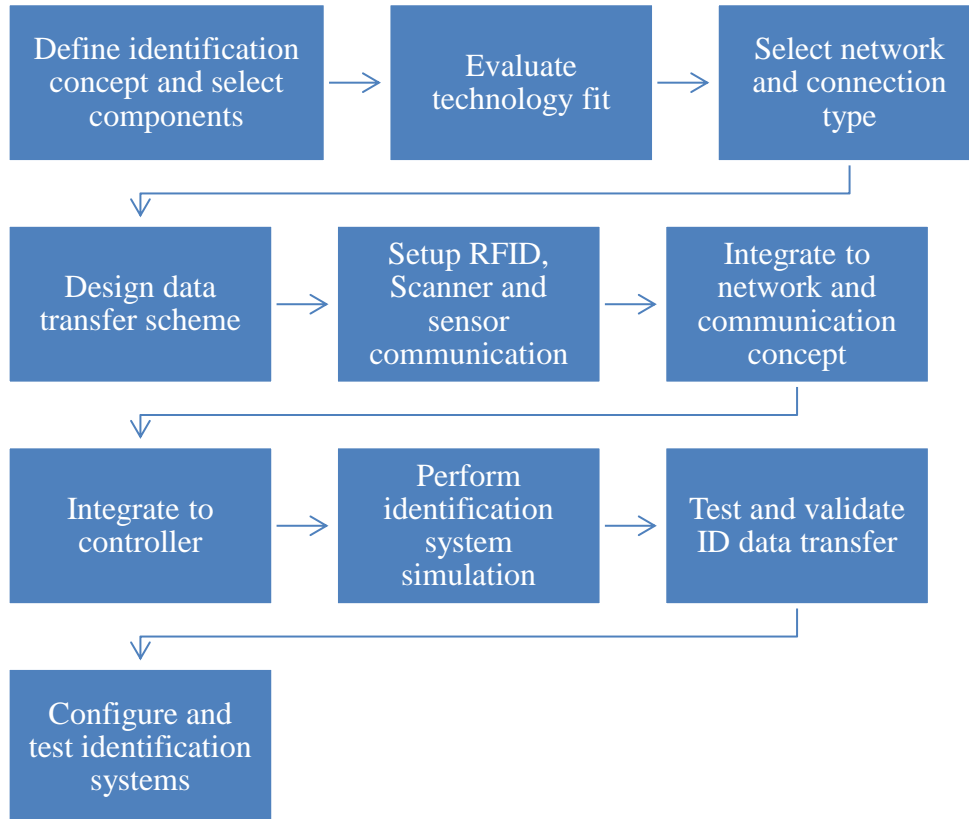 Define identification
concept and select
components
Evaluate
technology fit
Select network
and connection
type
Design data
transfer scheme
Setup RFID,
Scanner and
sensor
communication
Integrate to
network and
communication
concept
Integrate to
controller
Perform
identification
system
simulation
Test and validate
ID data transfer
Configure and
test identification
systems